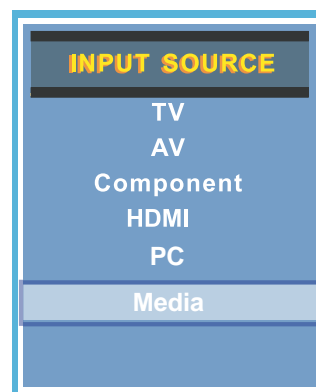 INPUT SOURCE
TV
AV
Component
HDMI
PC
Media